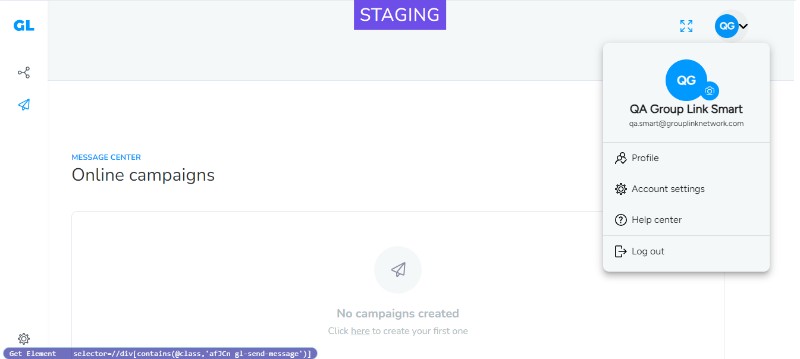 STAGING
GL
QG
QG
QA Group Link Smart
qa.smart@grouplinknetwork.com
Profile
Account settings
Help center
Log out
MESSAGE CENTER
Online campaigns
No campaigns created
Click here to create your first one
Get Element selector=//div[contains(@class,'afJCn gl-send-message')]